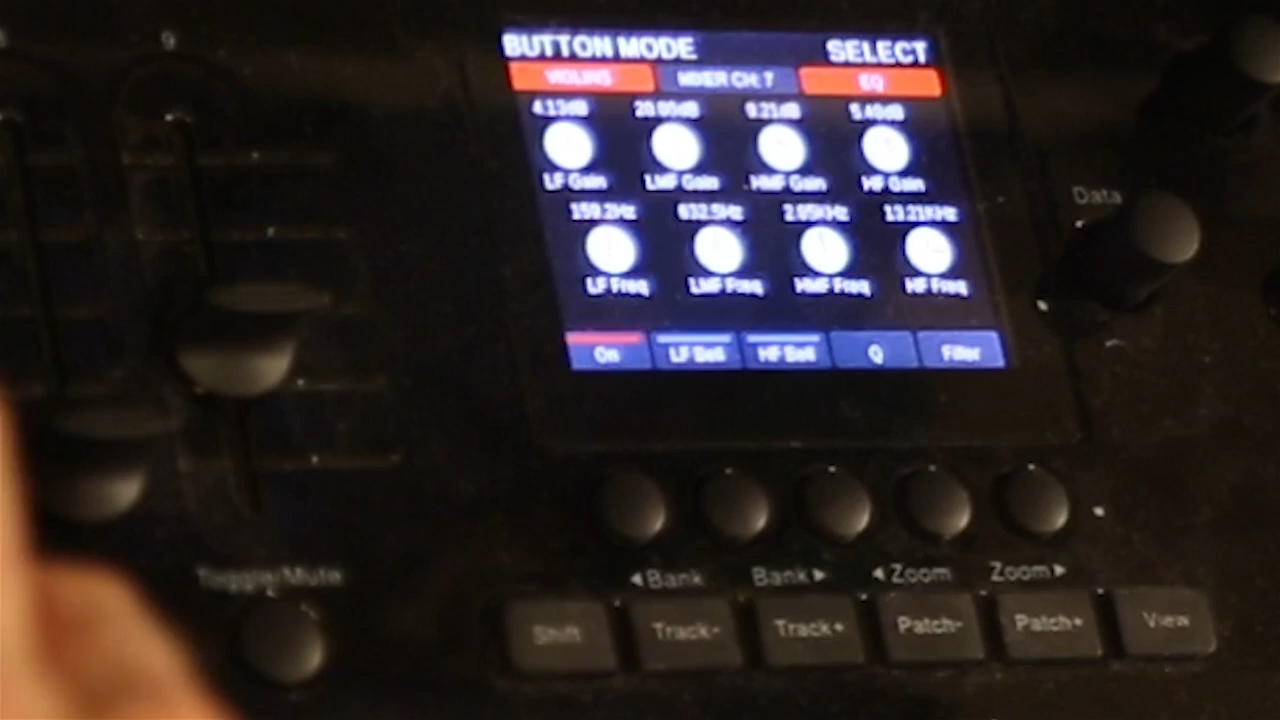 BUTTON MODE SELECT
VIOLINS MIXER CH: 7 EQ
4.13dB 20.00dB 9.21dB 5.40dB
LF Gain LMF Gain HMF Gain HF Gain
159.2Hz 632.5Hz 2.65KHz 13.21KHz
LF Freq LMF Freq HMF Freq HF Freq
On LF Bell HF Bell Q Filter
Data
◀Bank Bank▶ ◀Zoom Zoom▶
Toggle/Mute
Shift Track- Track+ Patch- Patch+ View